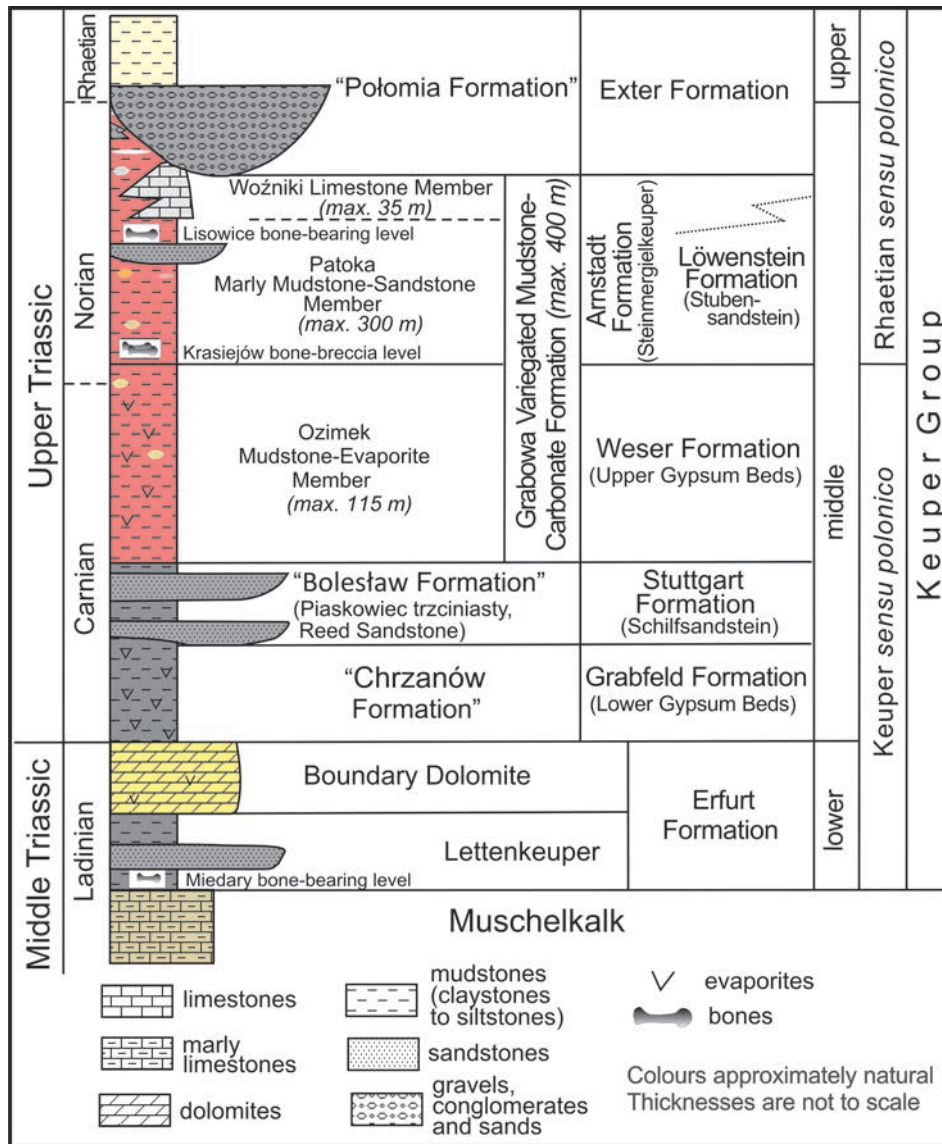 Rhaetian
"Połomia Formation"
Exter Formation
upper
Woźniki Limestone Member
(max. 35 m)
Lisowice bone-bearing level
Patoka
Marly Mudstone-Sandstone
Member
(max. 300 m)
Krasiejów bone-breccia level
Norian
Upper Triassic
Grabowa Variegated Mudstone-
Carbonate Formation (max. 400 m)
Arnstadt
Formation
(Steinmergielkeuper)
Löwenstein
Formation
(Stuben-
sandstein)
Rhaetian sensu polonico
Ozimek
Mudstone-Evaporite
Member
(max. 115 m)
Weser Formation
(Upper Gypsum Beds)
middle
Keuper Group
Carnian
"Bolesław Formation"
(Piaskowiec trzciniasty,
Reed Sandstone)
Stuttgart
Formation
(Schilfsandstein)
Keuper sensu polonico
"Chrzanów
Formation"
Grabfeld Formation
(Lower Gypsum Beds)
Middle Triassic
Ladinian
Boundary Dolomite
Erfurt
Formation
lower
Lettenkeuper
Miedary bone-bearing level
Muschelkalk
limestones
marly
limestones
dolomites
mudstones
(claystones
to siltstones)
sandstones
gravels,
conglomerates
and sands
evaporites
bones
Colours approximately natural
Thicknesses are not to scale